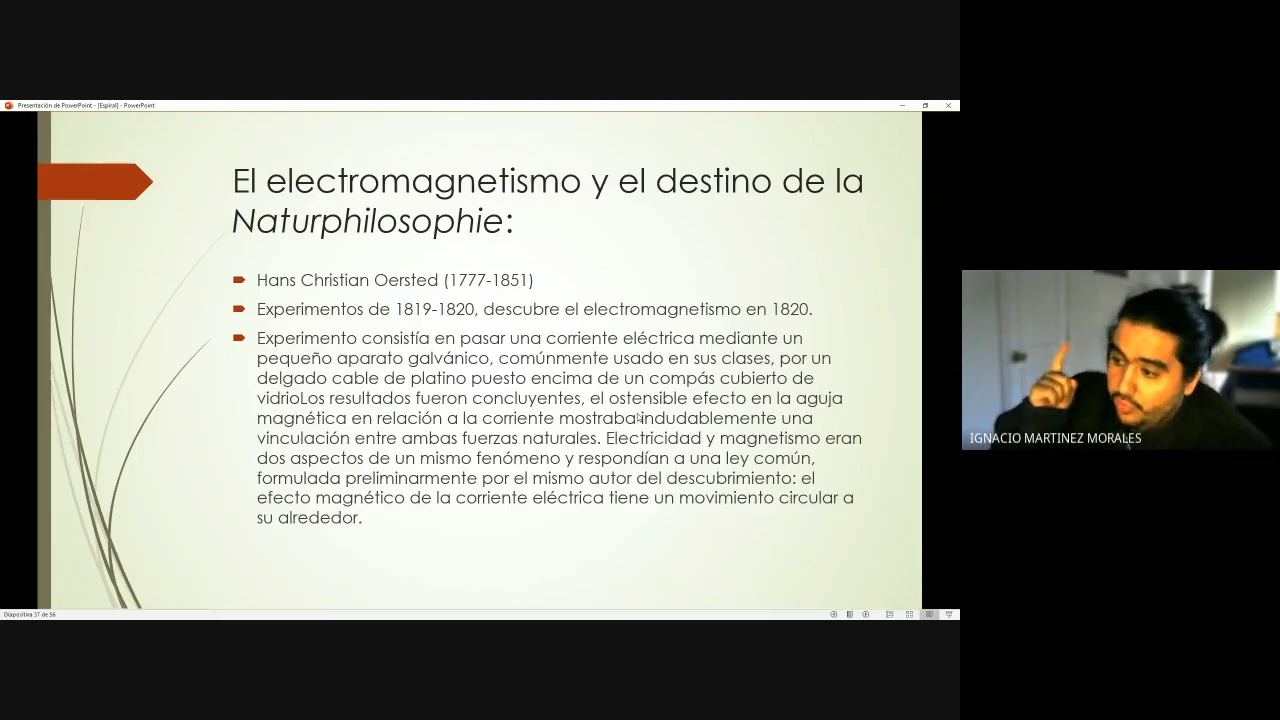 Presentación de PowerPoint - [Espiral] - PowerPoint
El electromagnetismo y el destino de la
Naturphilosophie:
Hans Christian Oersted (1777-1851)
Experimentos de 1819-1820, descubre el electromagnetismo en 1820.
Experimento consistía en pasar una corriente eléctrica mediante un
pequeño aparato galvánico, comúnmente usado en sus clases, por un
delgado cable de platino puesto encima de un compás cubierto de
vidrioLos resultados fueron concluyentes, el ostensible efecto en la aguja
magnética en relación a la corriente mostraba indudablemente una
vinculación entre ambas fuerzas naturales. Electricidad y magnetismo eran
dos aspectos de un mismo fenómeno y respondían a una ley común,
formulada preliminarmente por el mismo autor del descubrimiento: el
efecto magnético de la corriente eléctrica tiene un movimiento circular a
su alrededor.
IGNACIO MARTINEZ MORALES
Diapositiva 37 de 56